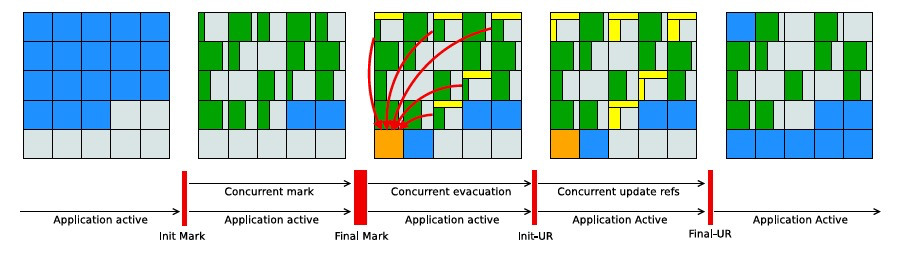 Concurrent mark
Concurrent evacuation
Concurrent update refs
Application active
Application active
Application active
Application Active
Application Active
Init Mark
Final Mark
Init-UR
Final-UR